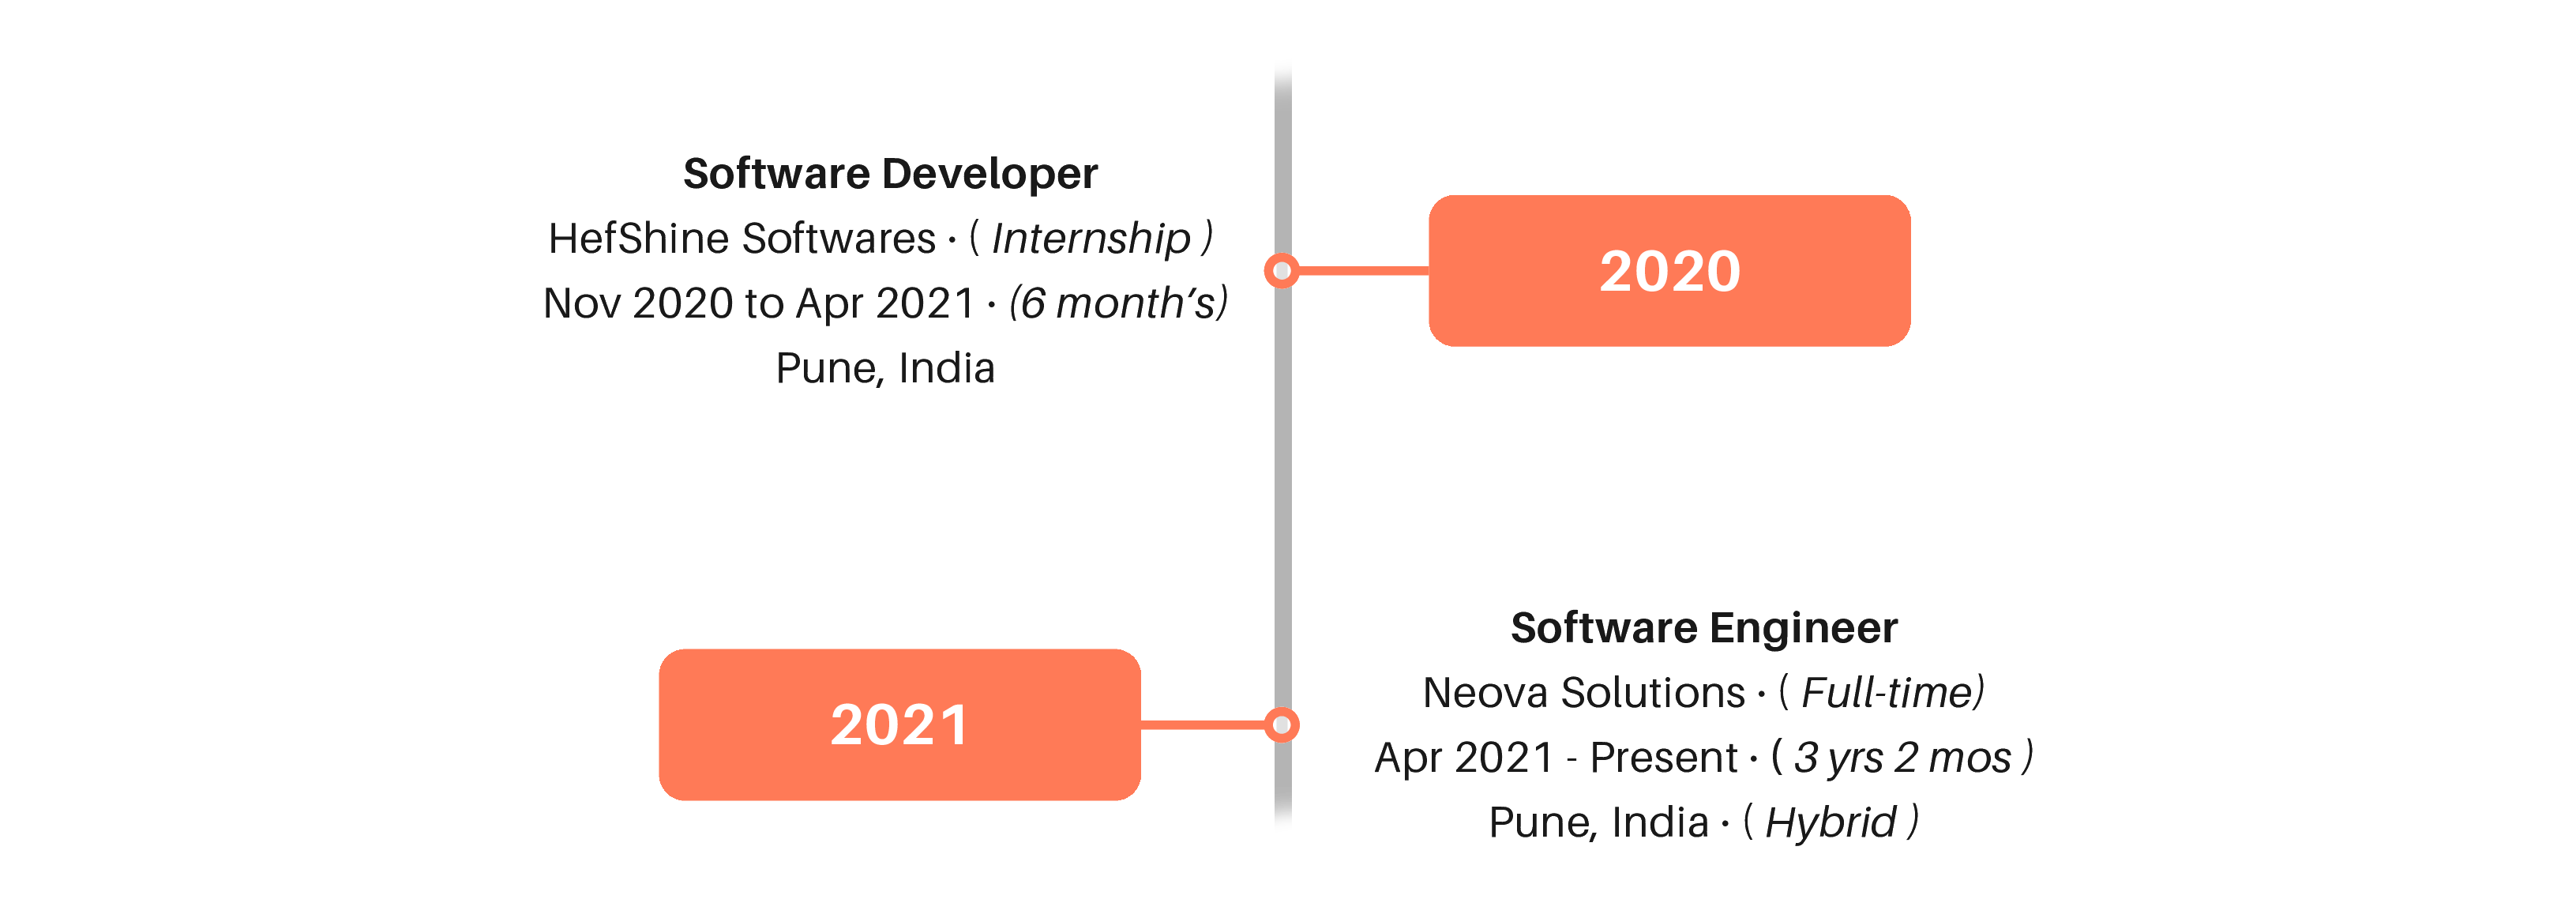 Software Developer
HefShine Softwares · ( Internship )
Nov 2020 to Apr 2021 · (6 month’s)
Pune, India
2020
2021
Software Engineer
Neova Solutions · ( Full-time)
Apr 2021 - Present · ( 3 yrs 2 mos )
Pune, India · ( Hybrid )